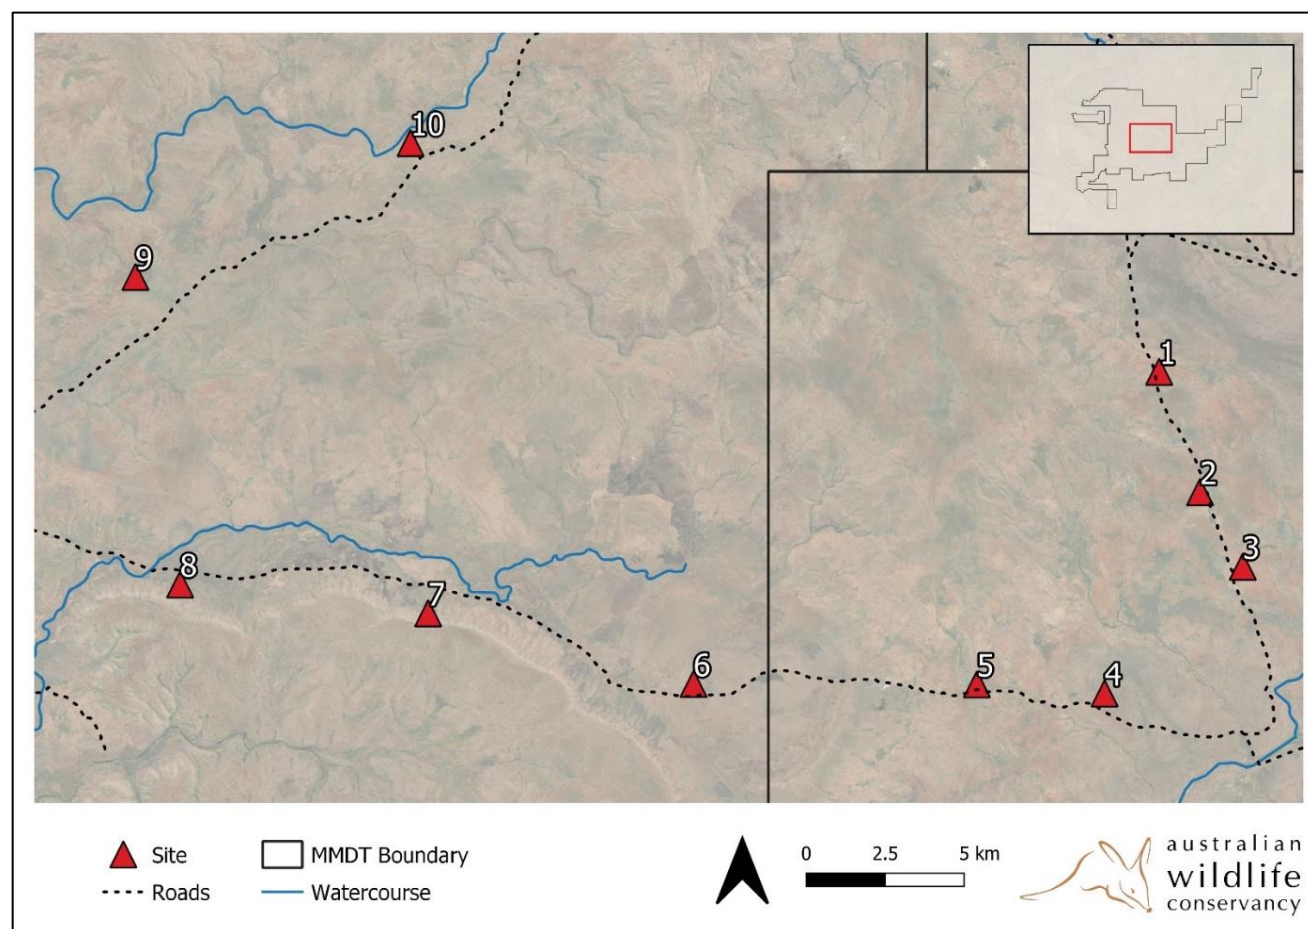 10
9
1
2
3
8
7
6
5
4
Site
MMDT Boundary
Roads
Watercourse
0 2.5 5 km
australian
wildlife
conservancy